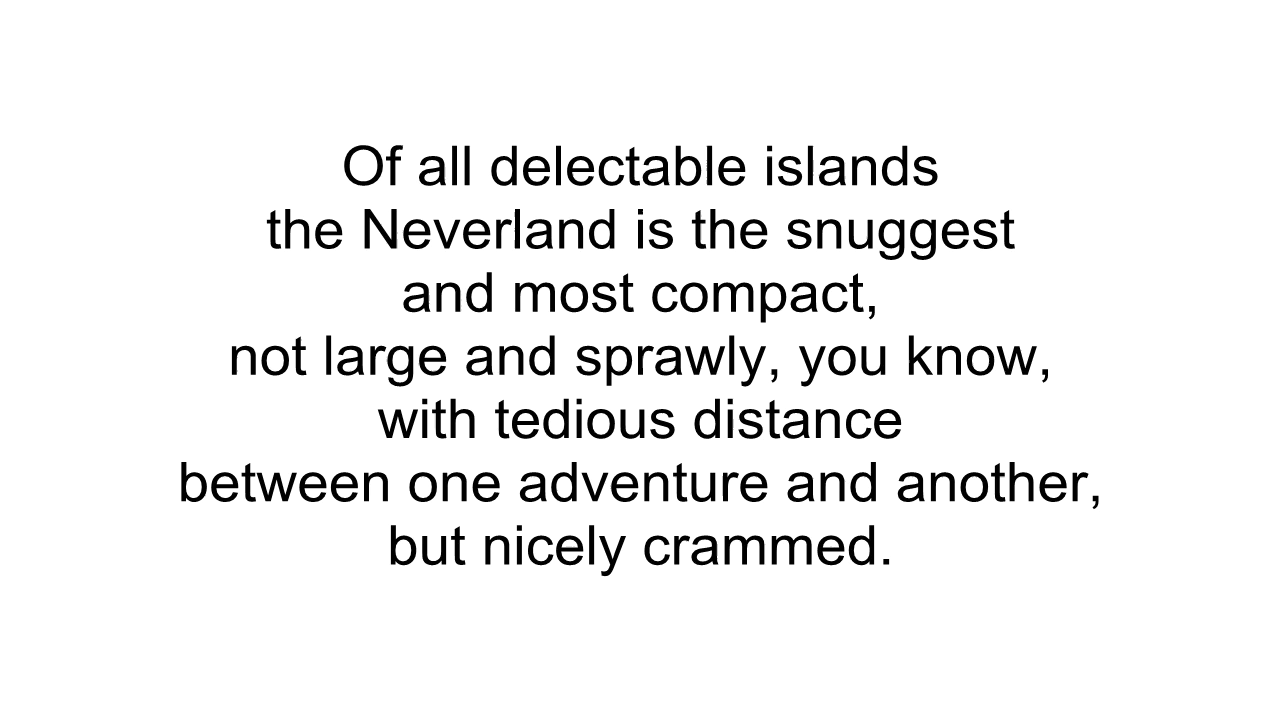 Of all delectable islands
the Neverland is the snuggest
and most compact,
not large and sprawly, you know,
with tedious distance
between one adventure and another,
but nicely crammed.